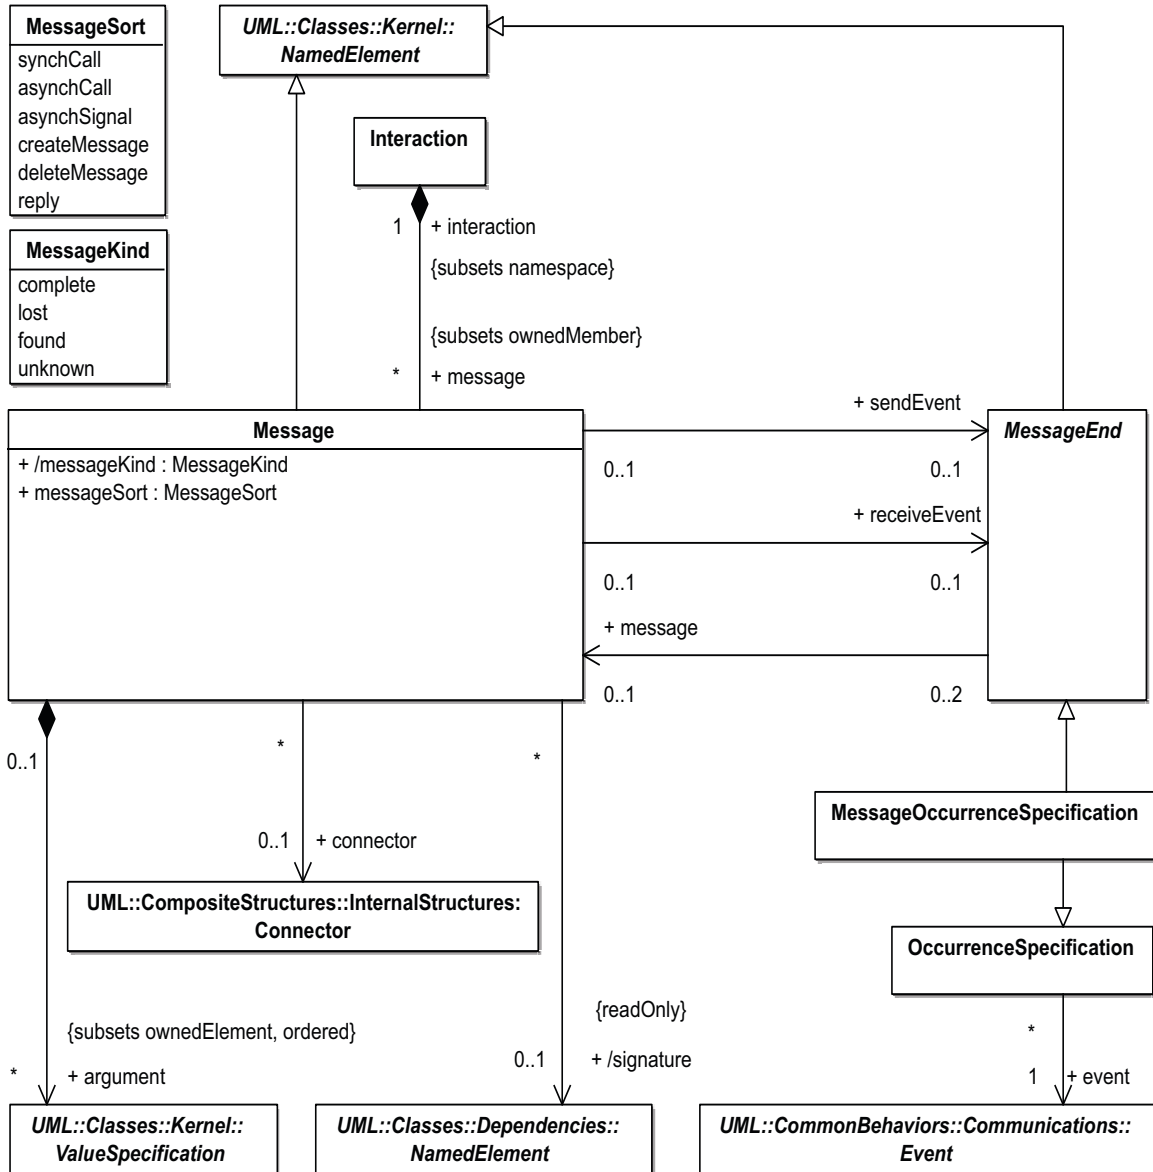 MessageSort
synchCall
asynchCall
asynchSignal
createMessage
deleteMessage
reply
MessageKind
complete
lost
found
unknown
UML::Classes::Kernel::
NamedElement
Interaction
1 + interaction
{subsets namespace}
{subsets ownedMember}
* + message
Message
+ /messageKind : MessageKind
+ messageSort : MessageSort
+ sendEvent
0..1 0..1
+ receiveEvent
0..1 0..1
+ message
0..1 0..2
MessageEnd
0..1
*
*
0..1 + connector
UML::CompositeStructures::InternalStructures:
Connector
MessageOccurrenceSpecification
OccurrenceSpecification
{subsets ownedElement, ordered}
* + argument
{readOnly}
0..1 + /signature
*
1 + event
UML::Classes::Kernel::
ValueSpecification
UML::Classes::Dependencies::
NamedElement
UML::CommonBehaviors::Communications::
Event